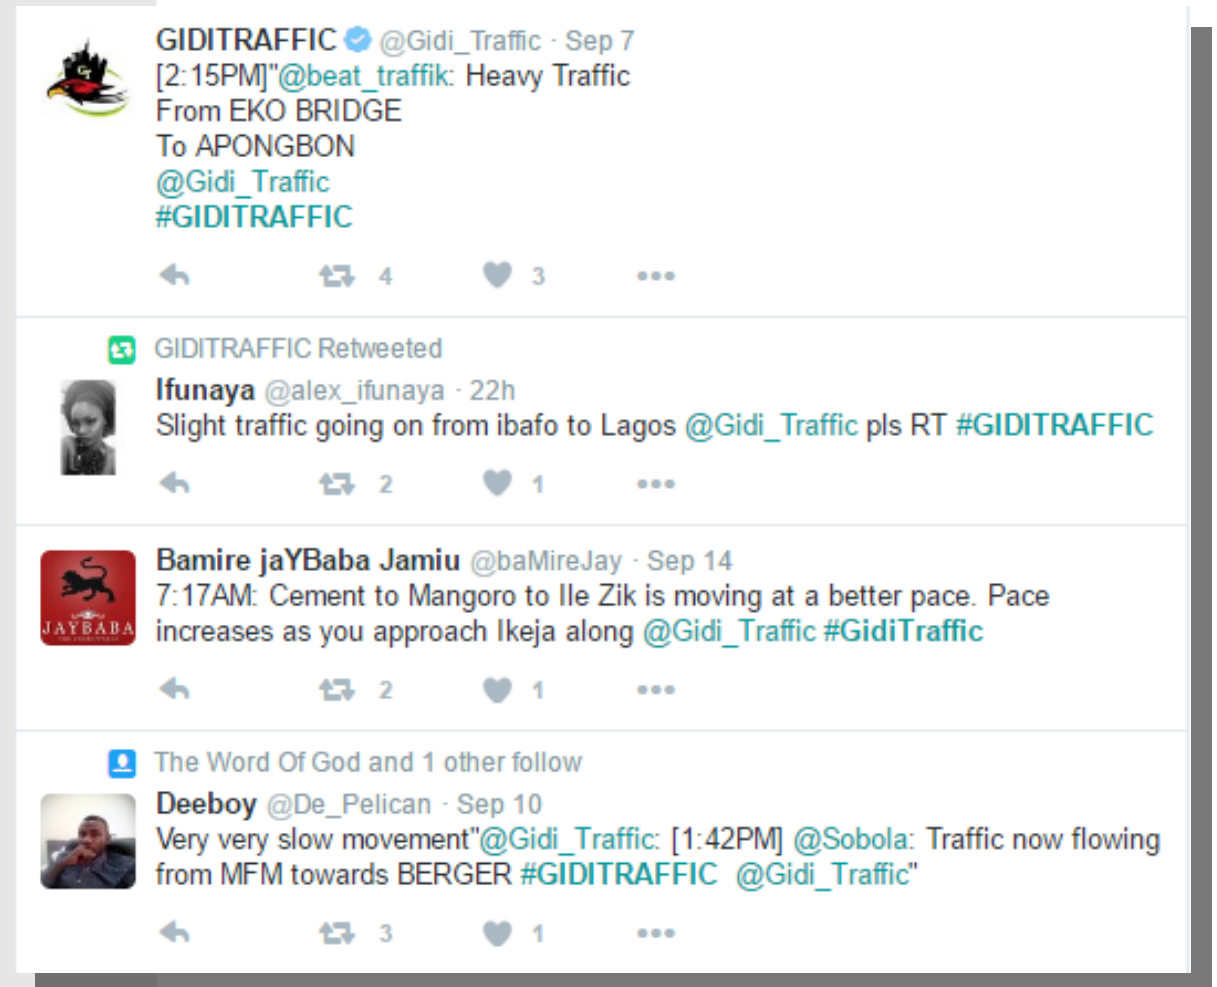 GIDITRAFFIC @Gidi_Traffic · Sep 7
[2:15PM]"@beat_traffik: Heavy Traffic
From EKO BRIDGE
To APONGBON
@Gidi_Traffic
#GIDITRAFFIC
4 3
GIDITRAFFIC Retweeted
Ifunaya @alex_ifunaya · 22h
Slight traffic going on from ibafo to Lagos @Gidi_Traffic pls RT #GIDITRAFFIC
2 1
JAYBABA
Bamire jaYBaba Jamiu @baMireJay · Sep 14
7:17AM: Cement to Mangoro to Ile Zik is moving at a better pace. Pace
increases as you approach Ikeja along @Gidi_Traffic #GidiTraffic
2 1
The Word Of God and 1 other follow
Deeboy @De_Pelican · Sep 10
Very very slow movement"@Gidi_Traffic: [1:42PM] @Sobola: Traffic now flowing
from MFM towards BERGER #GIDITRAFFIC @Gidi_Traffic"
3 1